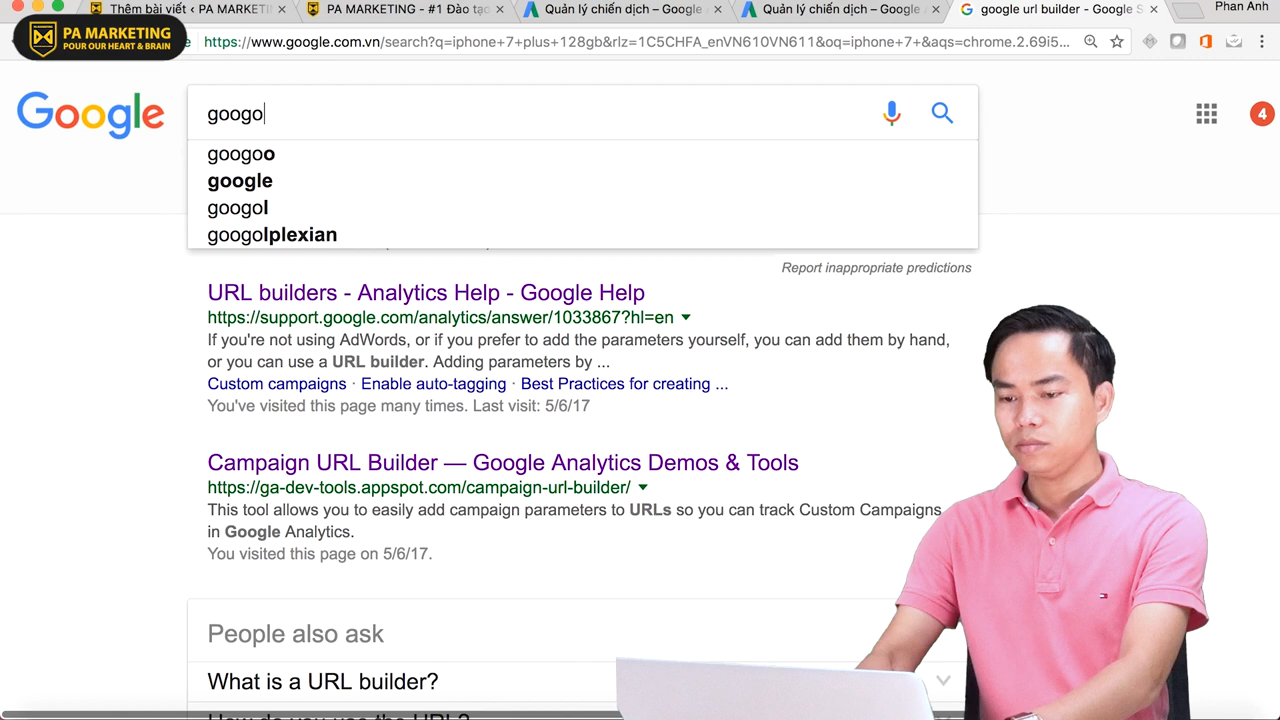 Thêm bài viết ‹ PA MARKETIN
PA MARKETING - #1 Đào tạo
Quản lý chiến dịch – Google
Quản lý chiến dịch – Google
google url builder - Google S
Phan Anh
PA MARKETING
POUR OUR HEART & BRAIN
https://www.google.com.vn/search?q=iphone+7+plus+128gb&rlz=1C5CHFA_enVN610VN611&oq=iphone+7+&aqs=chrome.2.69i5...
Google
googo
4
googoo
google
googol
googolplexian
Report inappropriate predictions
URL builders - Analytics Help - Google Help
https://support.google.com/analytics/answer/1033867?hl=en
If you're not using AdWords, or if you prefer to add the parameters yourself, you can add them by hand,
or you can use a URL builder. Adding parameters by ...
Custom campaigns · Enable auto-tagging · Best Practices for creating ...
You've visited this page many times. Last visit: 5/6/17
Campaign URL Builder — Google Analytics Demos & Tools
https://ga-dev-tools.appspot.com/campaign-url-builder/
This tool allows you to easily add campaign parameters to URLs so you can track Custom Campaigns
in Google Analytics.
You visited this page on 5/6/17.
People also ask
What is a URL builder?
How do you use the URL?